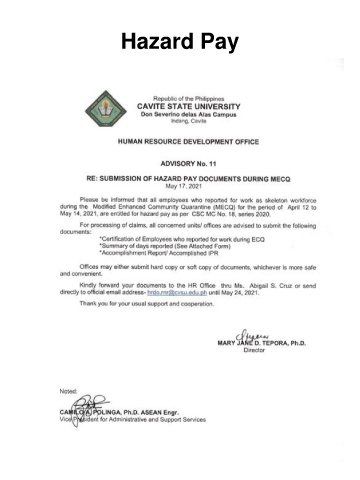 Hazard Pay
Republic of the Philippines
CAVITE STATE UNIVERSITY
Don Severino delas Alas Campus
Indang, Cavite
HUMAN RESOURCE DEVELOPMENT OFFICE
ADVISORY No. 11
RE: SUBMISSION OF HAZARD PAY DOCUMENTS DURING MECQ
May 17, 2021
Please be informed that all employees who reported for work as skeleton workforce
during the Modified Enhanced Community Quarantine (MECQ) for the period of April 12 to
May 14, 2021, are entitled for hazard pay as per CSC MC No. 18, series 2020.
For processing of claims, all concerned units/ offices are advised to submit the following
documents:
*Certification of Employees who reported for work during ECQ
*Summary of days reported (See Attached Form)
*Accomplishment Report/ Accomplished IPR
Offices may either submit hard copy or soft copy of documents, whichever is more safe
and convenient.
Kindly forward your documents to the HR Office thru Ms. Abigail S. Cruz or send
directly to official email address- hrdo.mr@cvsu.edu.ph until May 24, 2021.
Thank you for your usual support and cooperation.
MARY JANE D. TEPORA, Ph.D.
Director
Noted:
CAMILO A. POLINGA, Ph.D. ASEAN Engr.
Vice President for Administrative and Support Services